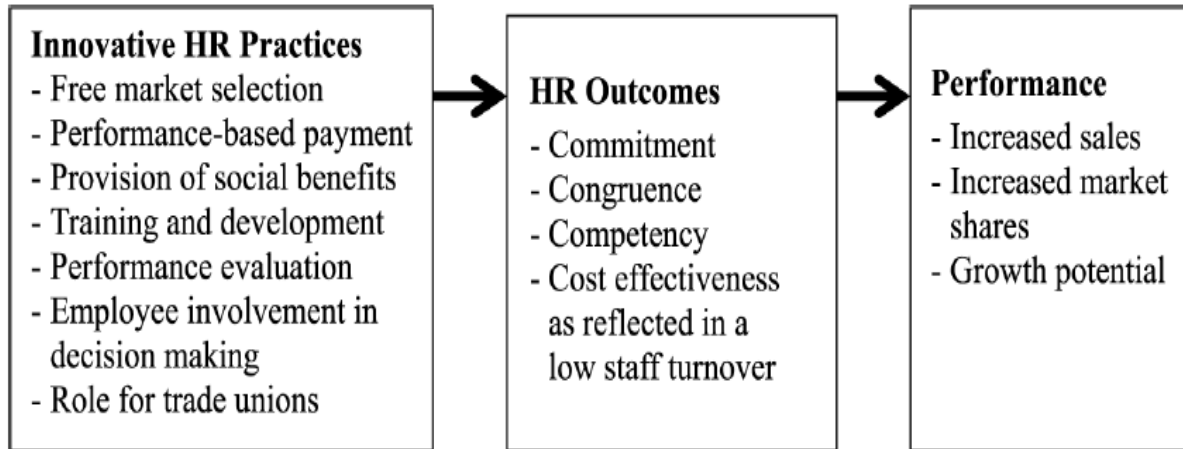 Innovative HR Practices
- Free market selection
- Performance-based payment
- Provision of social benefits
- Training and development
- Performance evaluation
- Employee involvement in
decision making
- Role for trade unions
HR Outcomes
- Commitment
- Congruence
- Competency
- Cost effectiveness
as reflected in a
low staff turnover
Performance
- Increased sales
- Increased market
shares
- Growth potential